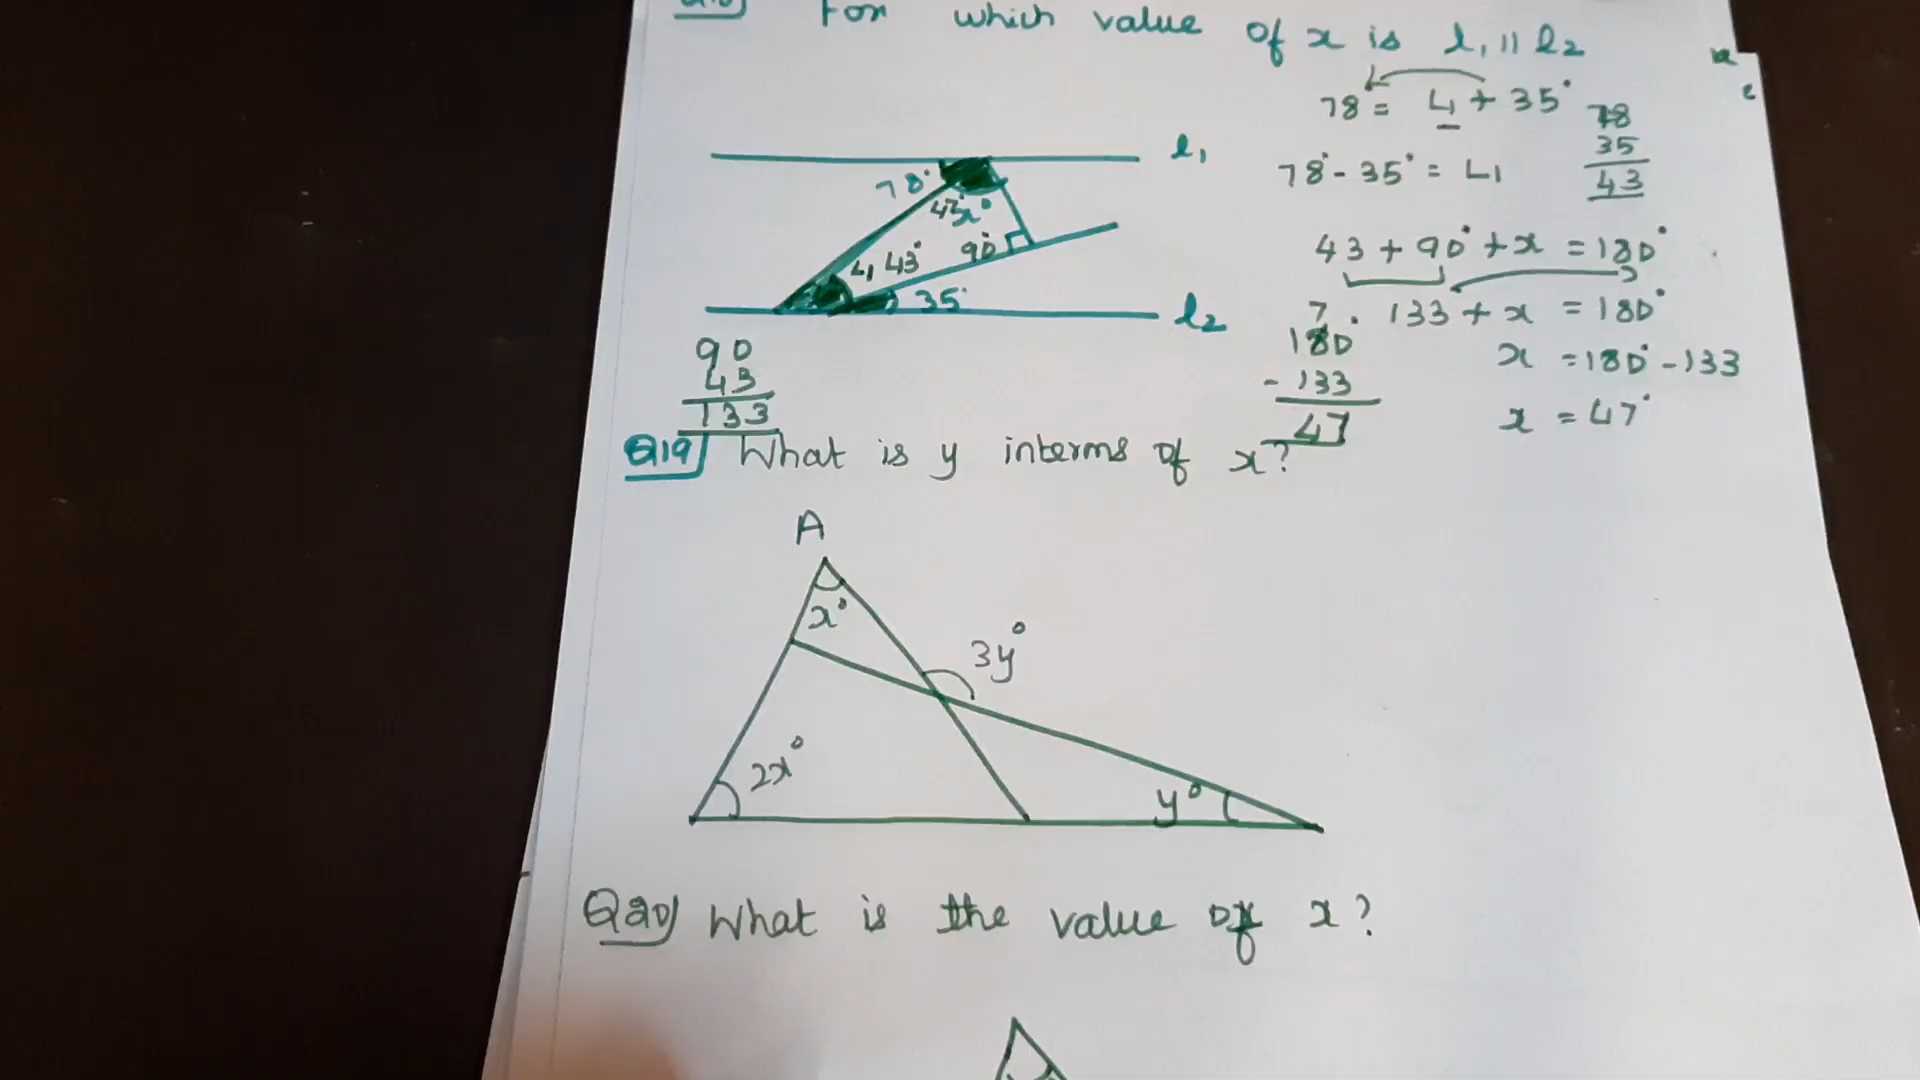 For which value of x is l1 || l2
78 = ∠1 + 35°
78
35
43
78° - 35° = ∠1
l1
78°
43
x°
∠1 43°
90°
35°
l2
43 + 90° + x = 180°
133 + x = 180°
x = 180° - 133
x = 47°
7
180°
- 133
47
90
43
133
Q19) What is y interms of x?
A
x°
3y°
2x°
y°
Q20) What is the value of x?